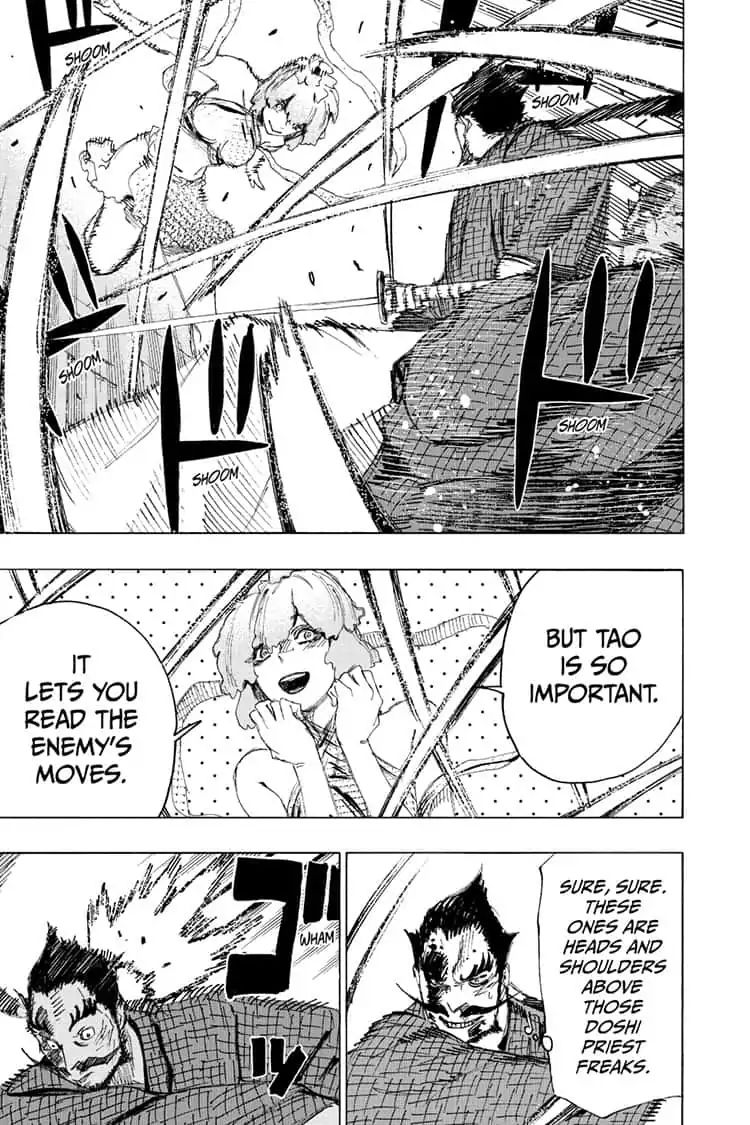 ド
SHOOM
ド
SHOOM
ド
SHOOM
ド
SHOOM
ド
SHOOM
BUT TAO
IS SO
IMPORTANT.
IT
LETS YOU
READ THE
ENEMY'S
MOVES.
SURE, SURE.
THESE
ONES ARE
HEADS AND
SHOULDERS
ABOVE
THOSE
DOSHI
PRIEST
FREAKS.
ゴッ
WHAM